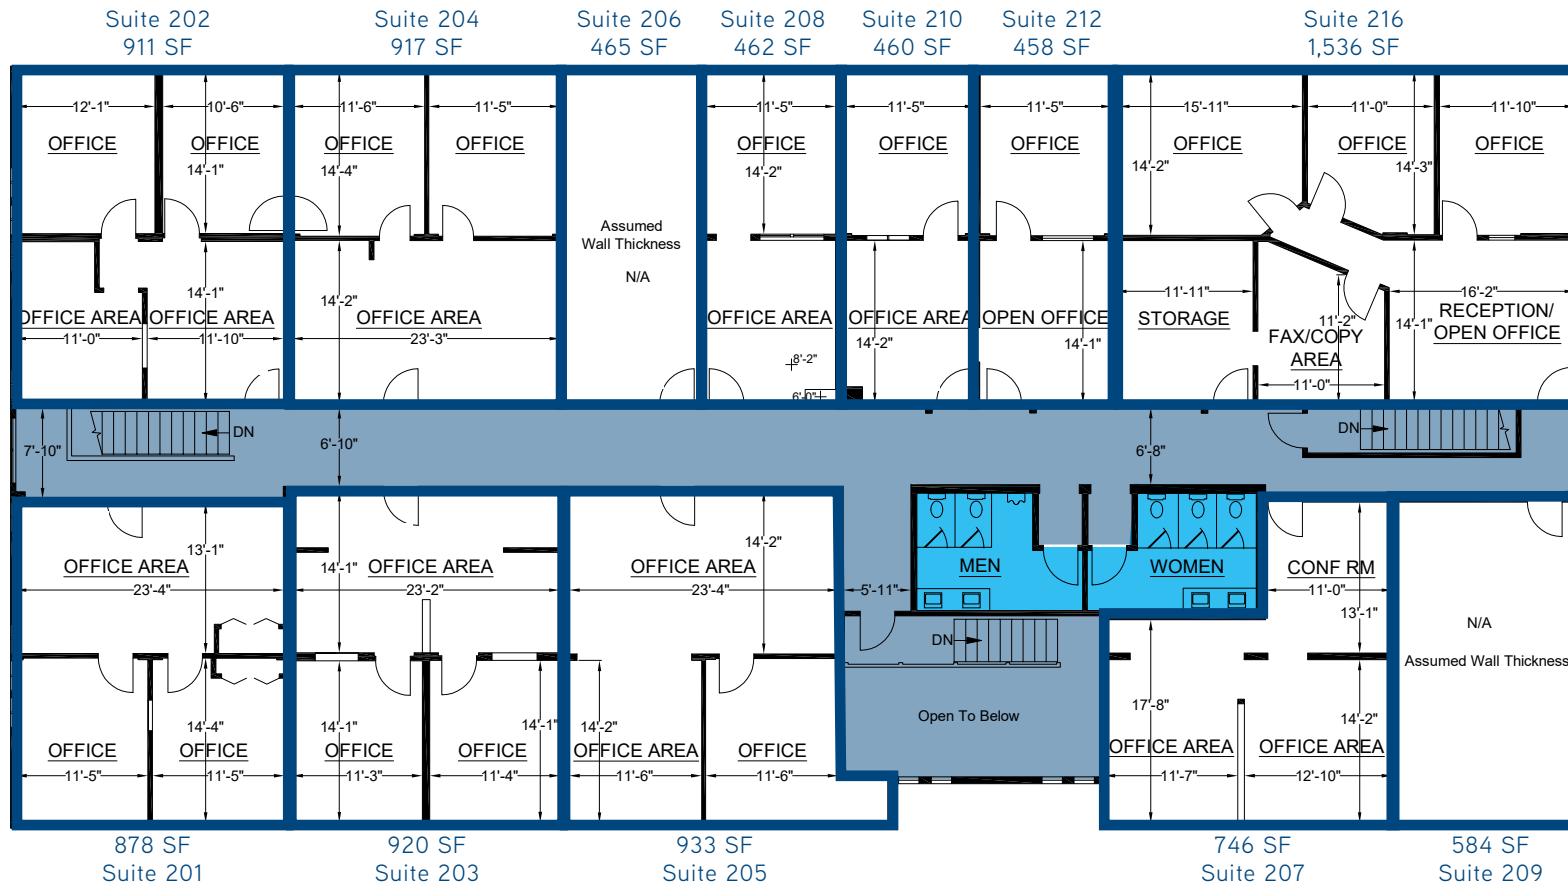 Suite 202
911 SF
Suite 204
917 SF
Suite 206
465 SF
Suite 208
462 SF
Suite 210
460 SF
Suite 212
458 SF
Suite 216
1,536 SF
12'-1"
10'-6"
11'-6"
11'-5"
11'-5"
11'-5"
11'-5"
15'-11"
11'-0"
11'-10"
OFFICE
OFFICE
OFFICE
OFFICE
OFFICE
OFFICE
OFFICE
OFFICE
OFFICE
OFFICE
14'-1"
14'-4"
14'-2"
14'-2"
14'-3"
Assumed
Wall Thickness
N/A
14'-1"
14'-2"
11'-11"
16'-2"
OFFICE AREA
OFFICE AREA
OFFICE AREA
OFFICE AREA
OFFICE AREA
OPEN OFFICE
STORAGE
11'-2"
14'-1"
RECEPTION/
OPEN OFFICE
FAX/COPY
AREA
11'-0"
11'-10"
23'-3"
14'-2"
14'-1"
8'-2"
6'-0"
11'-0"
7'-10"
DN
6'-10"
6'-8"
DN
13'-1"
14'-1"
14'-2"
OFFICE AREA
OFFICE AREA
OFFICE AREA
MEN
WOMEN
CONF RM
23'-4"
23'-2"
23'-4"
5'-11"
11'-0"
13'-1"
DN
N/A
Assumed Wall Thickness
14'-4"
14'-1"
14'-1"
14'-2"
17'-8"
14'-2"
Open To Below
OFFICE
OFFICE
OFFICE
OFFICE
OFFICE AREA
OFFICE
OFFICE AREA
OFFICE AREA
11'-5"
11'-5"
11'-3"
11'-4"
11'-6"
11'-6"
11'-7"
12'-10"
878 SF
Suite 201
920 SF
Suite 203
933 SF
Suite 205
746 SF
Suite 207
584 SF
Suite 209